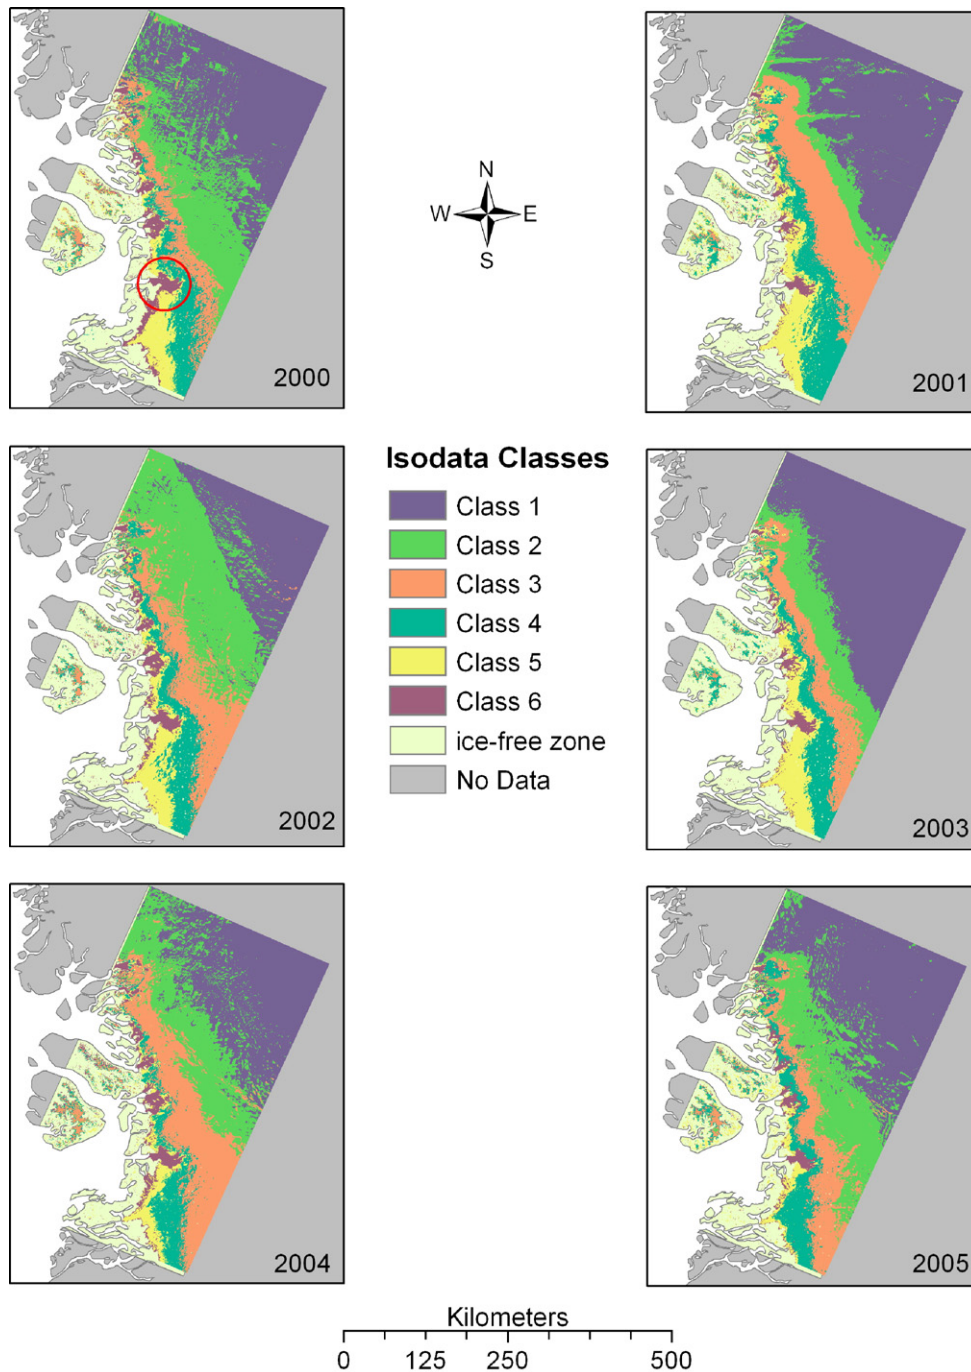 N
W E
S
2000
2001
Isodata Classes
Class 1
Class 2
Class 3
Class 4
Class 5
Class 6
ice-free zone
No Data
2002
2003
2004
2005
Kilometers
0 125 250 500